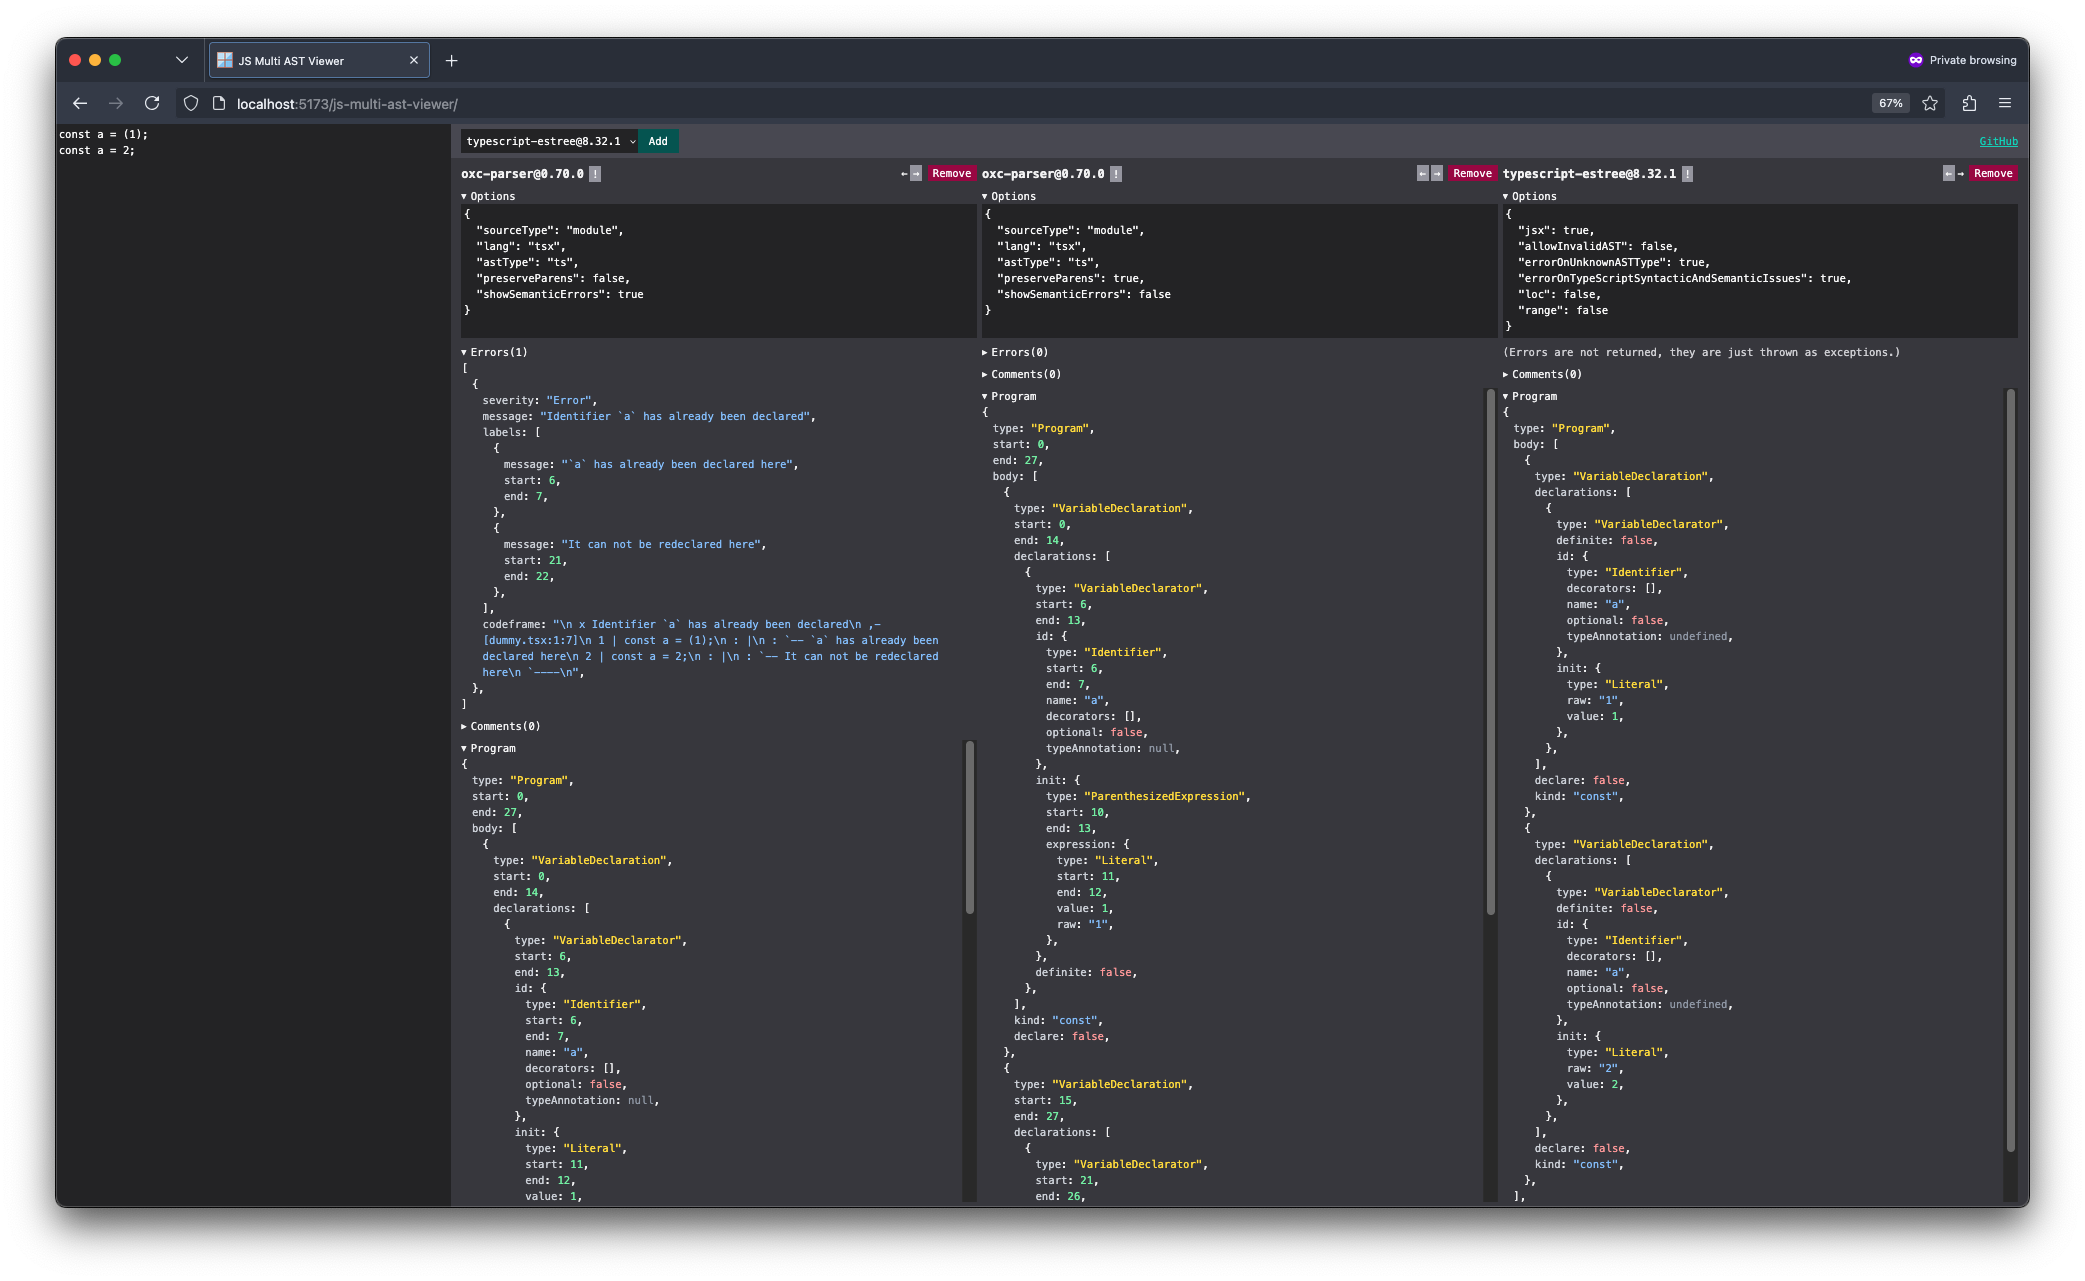 JS Multi AST Viewer
Private browsing
localhost:5173/js-multi-ast-viewer/
67%
const a = (1);
const a = 2;
typescript-estree@8.32.1
Add
GitHub
oxc-parser@0.70.0 !
← → Remove
▾ Options
{
"sourceType": "module",
"lang": "tsx",
"astType": "ts",
"preserveParens": false,
"showSemanticErrors": true
}
▾ Errors(1)
[
{
severity: "Error",
message: "Identifier `a` has already been declared",
labels: [
{
message: "`a` has already been declared here",
start: 6,
end: 7,
},
{
message: "It can not be redeclared here",
start: 21,
end: 22,
},
],
codeframe: "\n x Identifier `a` has already been declared\n ,-
[dummy.tsx:1:7]\n 1 | const a = (1);\n : |\n : `-- `a` has already been
declared here\n 2 | const a = 2;\n : |\n : `-- It can not be redeclared
here\n `----\n",
},
]
▸ Comments(0)
▾ Program
{
type: "Program",
start: 0,
end: 27,
body: [
{
type: "VariableDeclaration",
start: 0,
end: 14,
declarations: [
{
type: "VariableDeclarator",
start: 6,
end: 13,
id: {
type: "Identifier",
start: 6,
end: 7,
name: "a",
decorators: [],
optional: false,
typeAnnotation: null,
},
init: {
type: "Literal",
start: 11,
end: 12,
value: 1,
oxc-parser@0.70.0 !
← → Remove
▾ Options
{
"sourceType": "module",
"lang": "tsx",
"astType": "ts",
"preserveParens": true,
"showSemanticErrors": false
}
▸ Errors(0)
▸ Comments(0)
▾ Program
{
type: "Program",
start: 0,
end: 27,
body: [
{
type: "VariableDeclaration",
start: 0,
end: 14,
declarations: [
{
type: "VariableDeclarator",
start: 6,
end: 13,
id: {
type: "Identifier",
start: 6,
end: 7,
name: "a",
decorators: [],
optional: false,
typeAnnotation: null,
},
init: {
type: "ParenthesizedExpression",
start: 10,
end: 13,
expression: {
type: "Literal",
start: 11,
end: 12,
value: 1,
raw: "1",
},
},
definite: false,
},
],
kind: "const",
declare: false,
},
{
type: "VariableDeclaration",
start: 15,
end: 27,
declarations: [
{
type: "VariableDeclarator",
start: 21,
end: 26,
typescript-estree@8.32.1 !
← → Remove
▾ Options
{
"jsx": true,
"allowInvalidAST": false,
"errorOnUnknownASTType": true,
"errorOnTypeScriptSyntacticAndSemanticIssues": true,
"loc": false,
"range": false
}
(Errors are not returned, they are just thrown as exceptions.)
▸ Comments(0)
▾ Program
{
type: "Program",
body: [
{
type: "VariableDeclaration",
declarations: [
{
type: "VariableDeclarator",
definite: false,
id: {
type: "Identifier",
decorators: [],
name: "a",
optional: false,
typeAnnotation: undefined,
},
init: {
type: "Literal",
raw: "1",
value: 1,
},
},
],
declare: false,
kind: "const",
},
{
type: "VariableDeclaration",
declarations: [
{
type: "VariableDeclarator",
definite: false,
id: {
type: "Identifier",
decorators: [],
name: "a",
optional: false,
typeAnnotation: undefined,
},
init: {
type: "Literal",
raw: "2",
value: 2,
},
},
],
declare: false,
kind: "const",
},
],